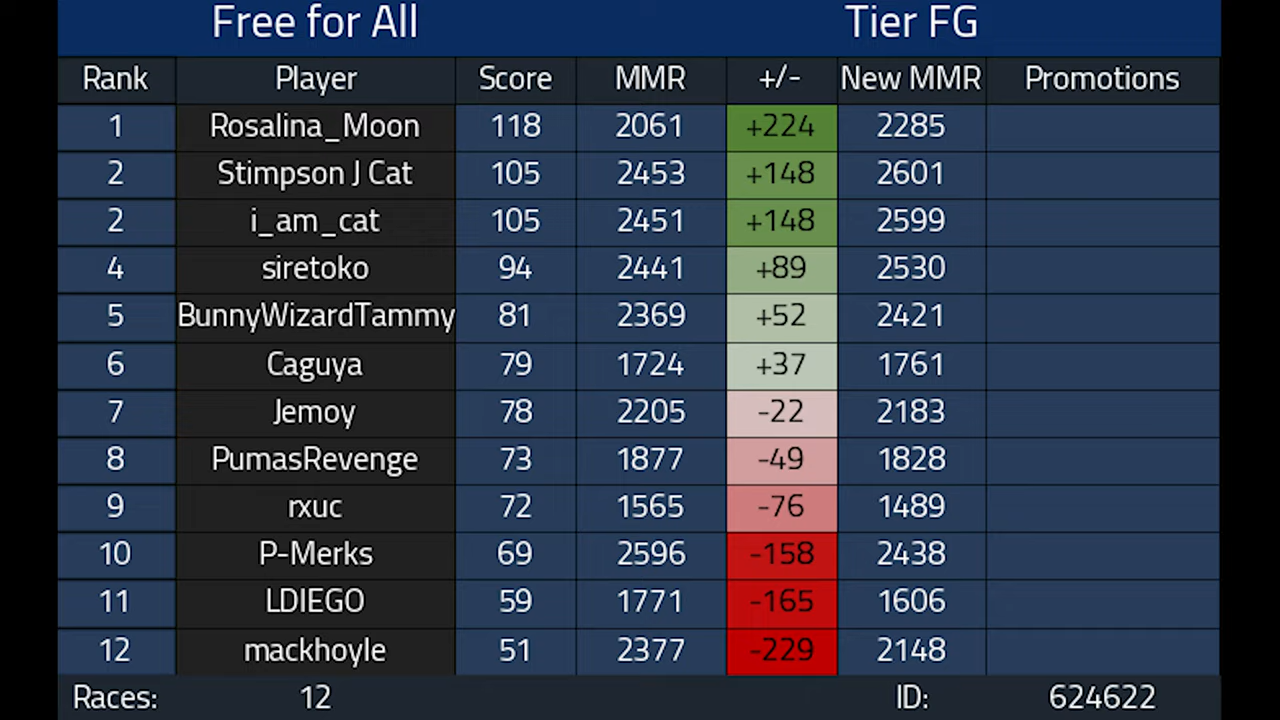 Free for All Tier FG
Rank Player Score MMR +/- New MMR Promotions
1 Rosalina_Moon 118 2061 +224 2285
2 Stimpson J Cat 105 2453 +148 2601
2 i_am_cat 105 2451 +148 2599
4 siretoko 94 2441 +89 2530
5 BunnyWizardTammy 81 2369 +52 2421
6 Caguya 79 1724 +37 1761
7 Jemoy 78 2205 -22 2183
8 PumasRevenge 73 1877 -49 1828
9 rxuc 72 1565 -76 1489
10 P-Merks 69 2596 -158 2438
11 LDIEGO 59 1771 -165 1606
12 mackhoyle 51 2377 -229 2148
Races: 12 ID: 624622